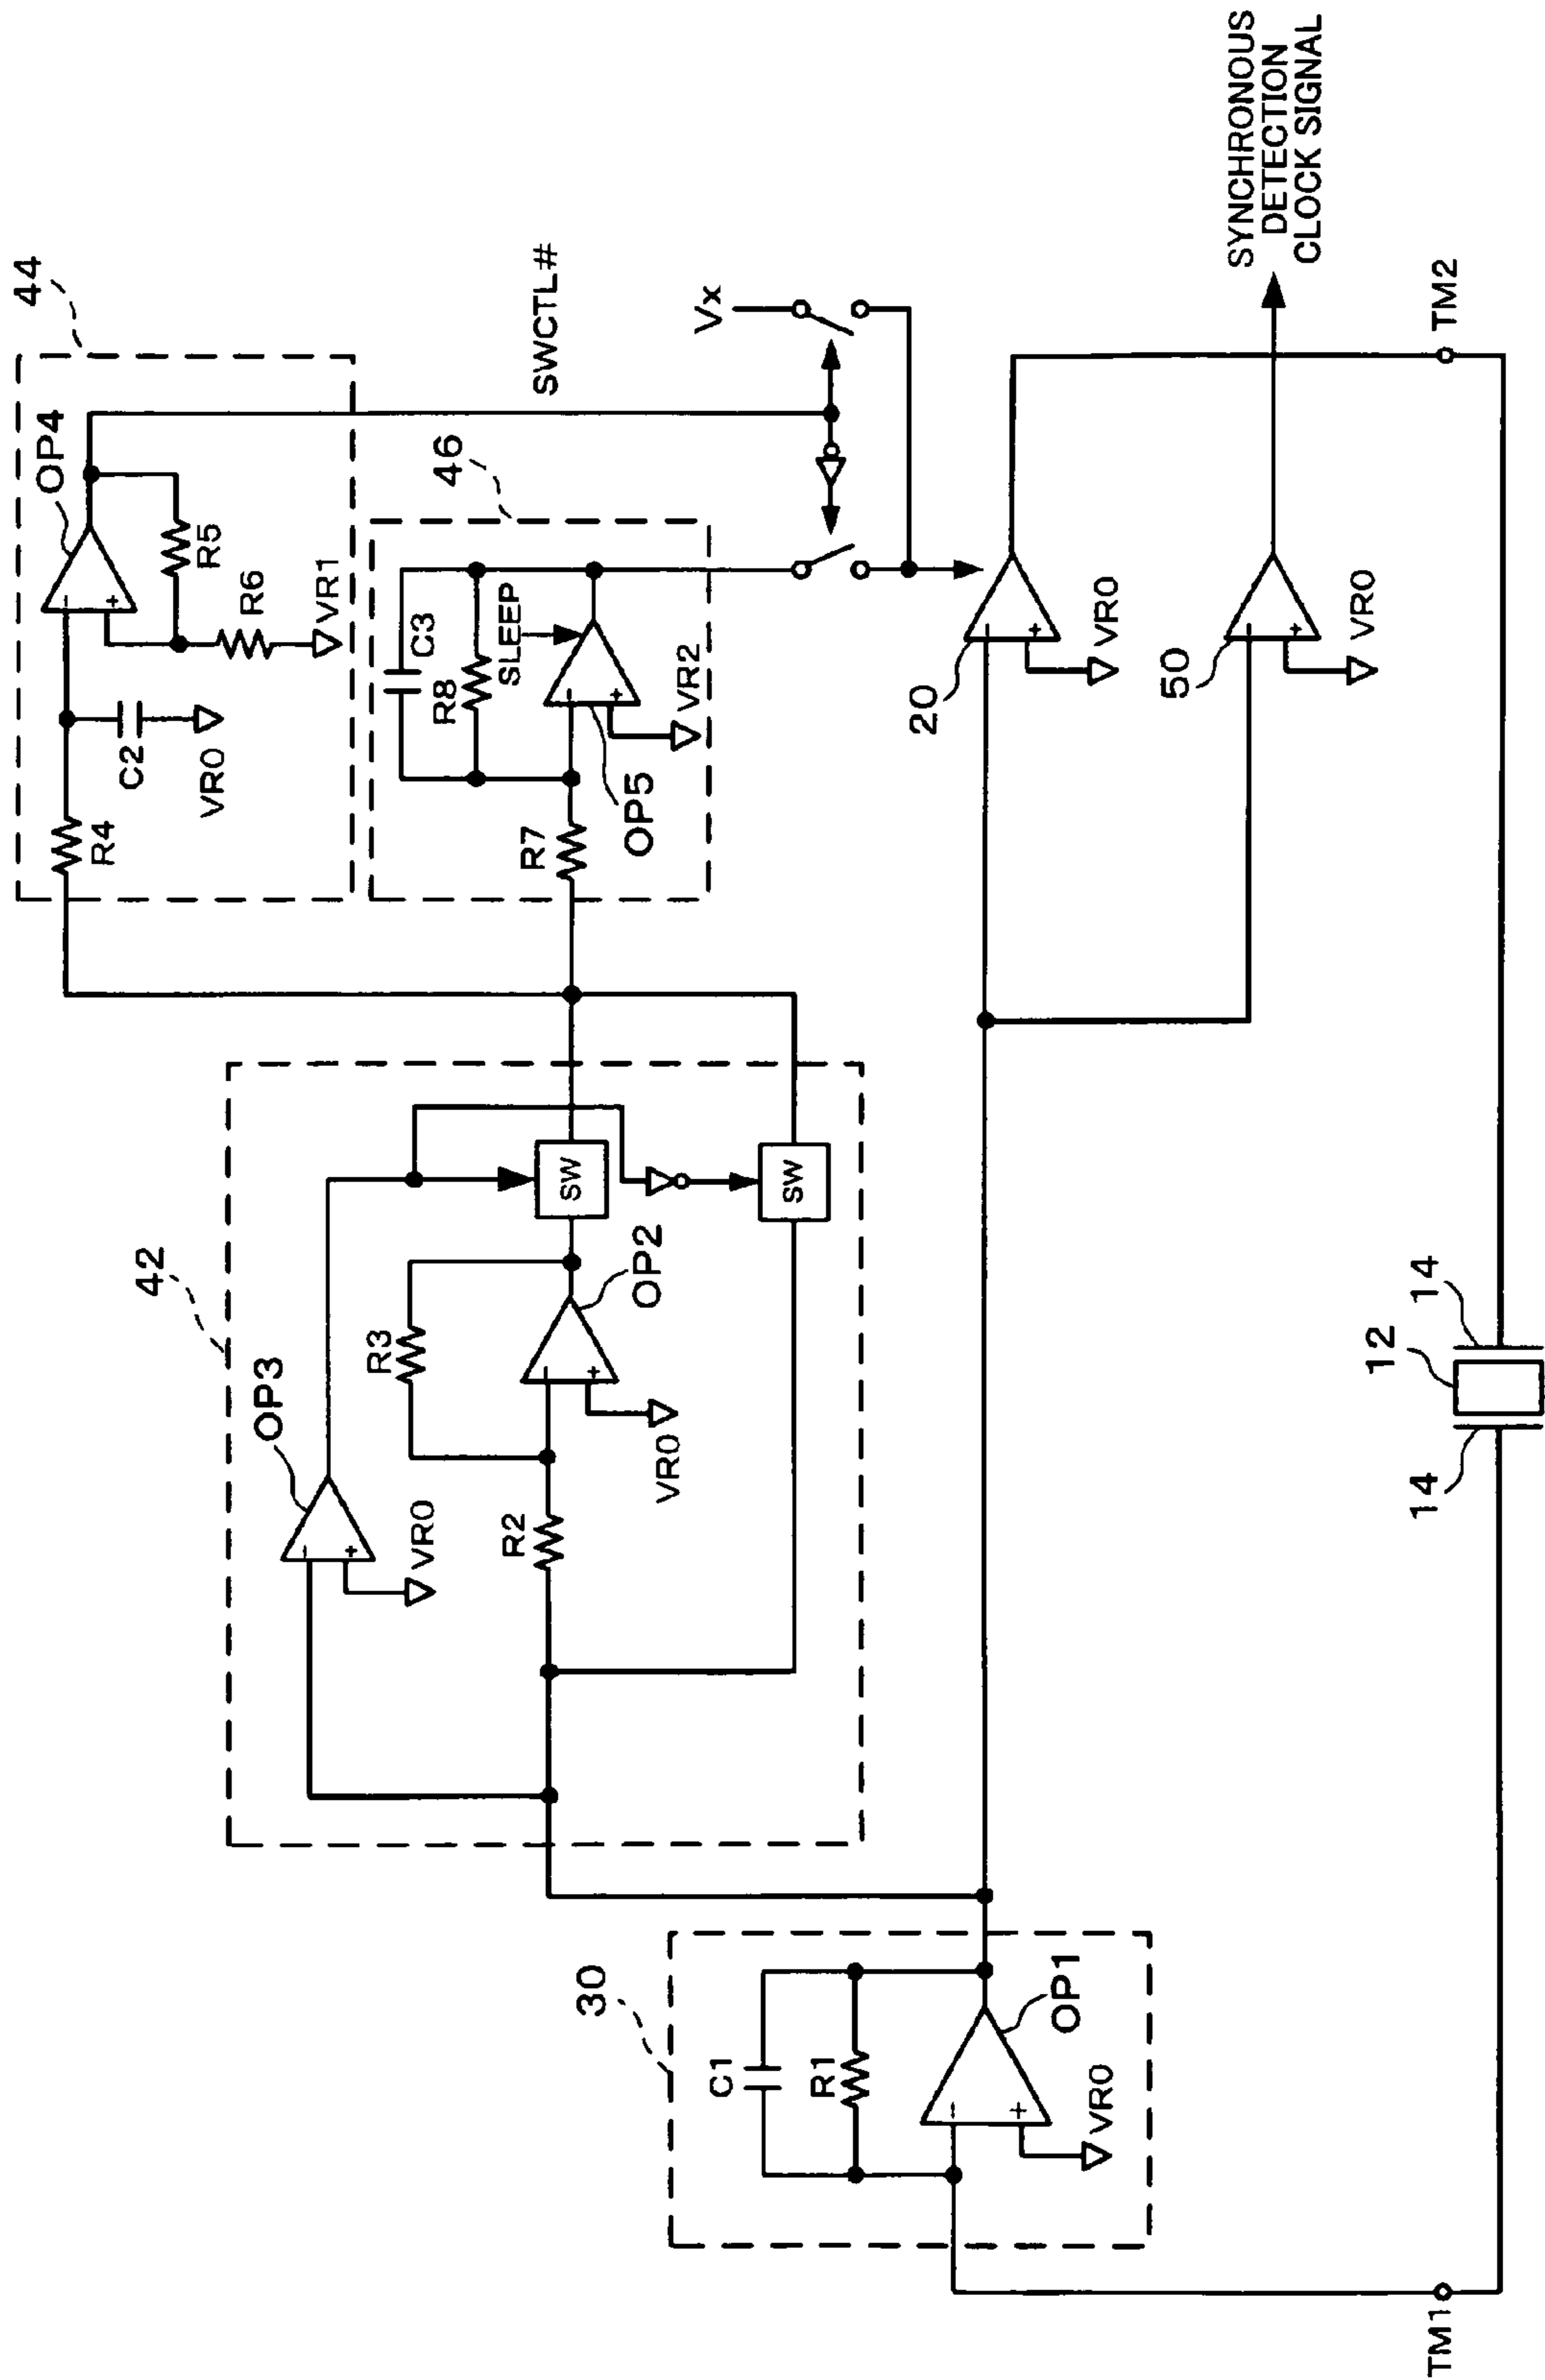 44
OP4
R5
R6
VR1
R4
C2
VR0
SWCTL#
Vx
46
C3
R8
SLEEP
R7
OP5
VR2
42
OP3
VR0
R3
R2
OP2
VR0
SW
SW
30
C1
R1
OP1
VR0
20
VR0
50
VR0
SYNCHRONOUS
DETECTION
CLOCK SIGNAL
TM1
TM2
14
12
14